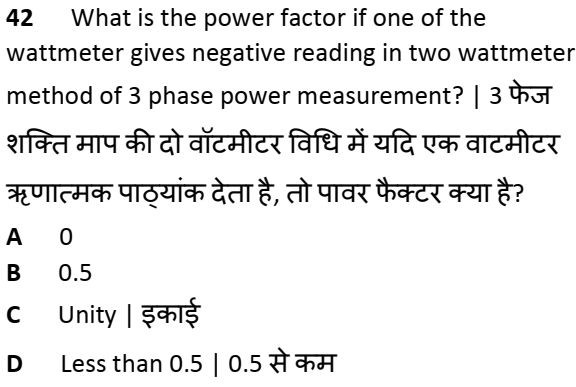 42 What is the power factor if one of the
wattmeter gives negative reading in two wattmeter
method of 3 phase power measurement? | 3 फेज
शक्ति माप की दो वॉटमीटर विधि में यदि एक वाटमीटर
ऋणात्मक पाठ्यांक देता है, तो पावर फैक्टर क्या है?
A 0
B 0.5
C Unity | इकाई
D Less than 0.5 | 0.5 से कम